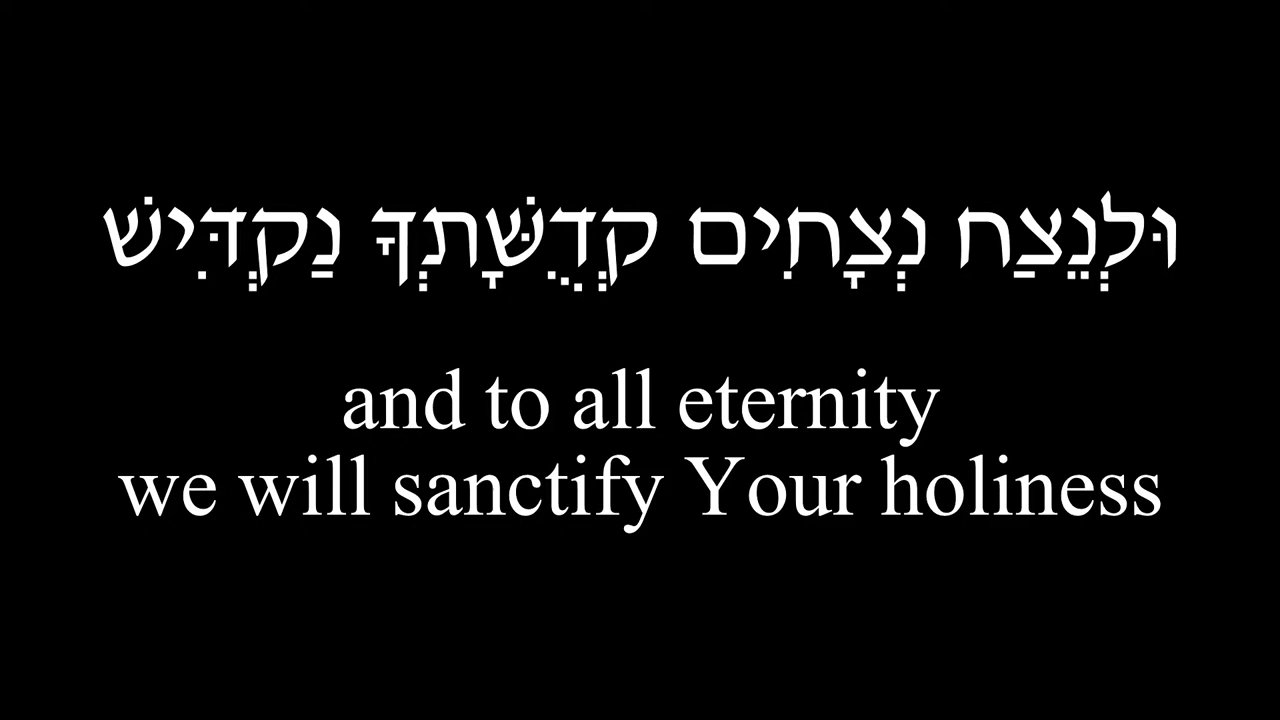 וּלְנֵצַח נְצָחִים קְדֻשָּׁתְךָ נַקְדִּישׁ
and to all eternity
we will sanctify Your holiness